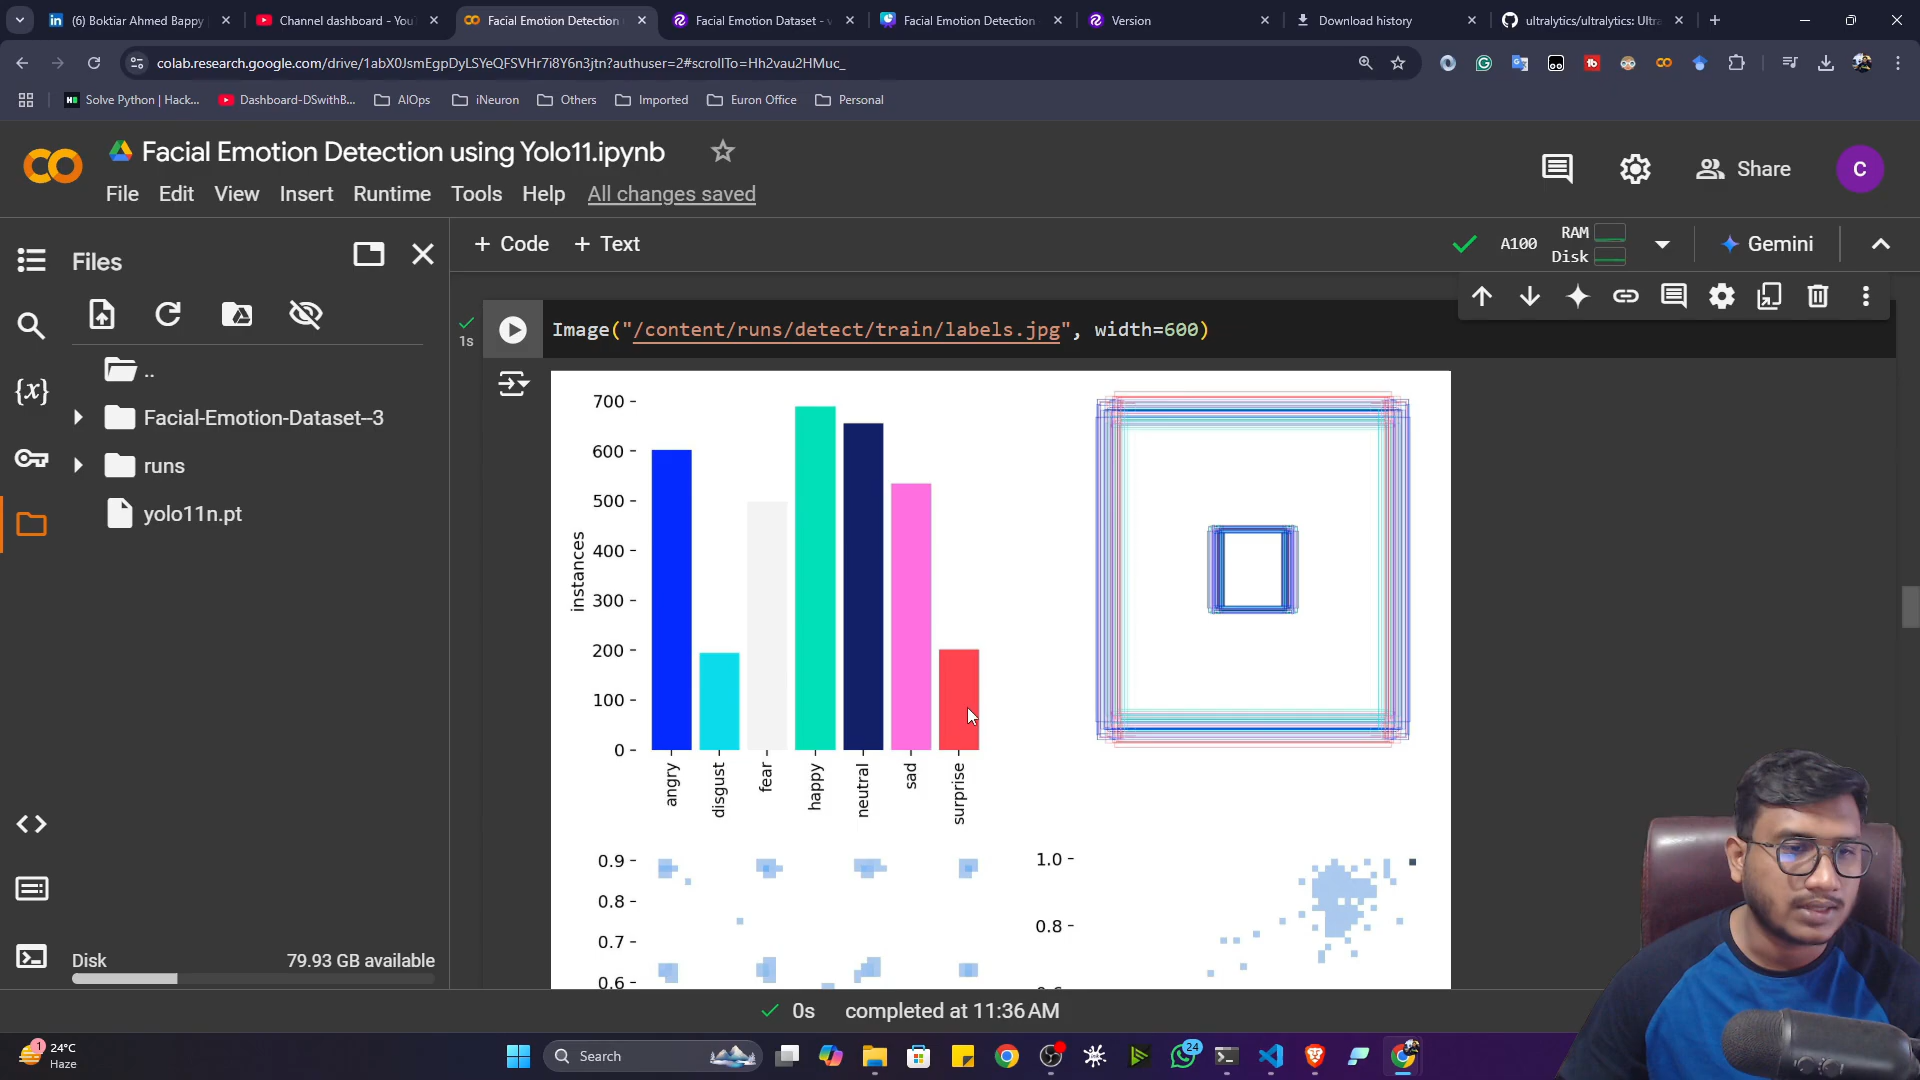 (6) Boktiar Ahmed Bappy
Channel dashboard - You
Facial Emotion Detection
Facial Emotion Dataset - v
Facial Emotion Detection
Version
Download history
ultralytics/ultralytics: Ultra
colab.research.google.com/drive/1abX0JsmEgpDyLSYeQFSVHr7i8Y6n3jtn?authuser=2#scrollTo=Hh2vau2HMuc_
Solve Python | Hack...
Dashboard-DSwithB...
AIOps
iNeuron
Others
Imported
Euron Office
Personal
Facial Emotion Detection using Yolo11.ipynb
Share
C
File Edit View Insert Runtime Tools Help All changes saved
Files
+ Code + Text
A100
RAM
Disk
Gemini
..
Facial-Emotion-Dataset--3
runs
yolo11n.pt
Disk 79.93 GB available
1s
Image("/content/runs/detect/train/labels.jpg", width=600)
700
600
500
400
300
200
100
0
instances
angry
disgust
fear
happy
neutral
sad
surprise
0.9
0.8
0.7
0.6
1.0
0.8
0s completed at 11:36 AM
1
24°C
Haze
Search
24